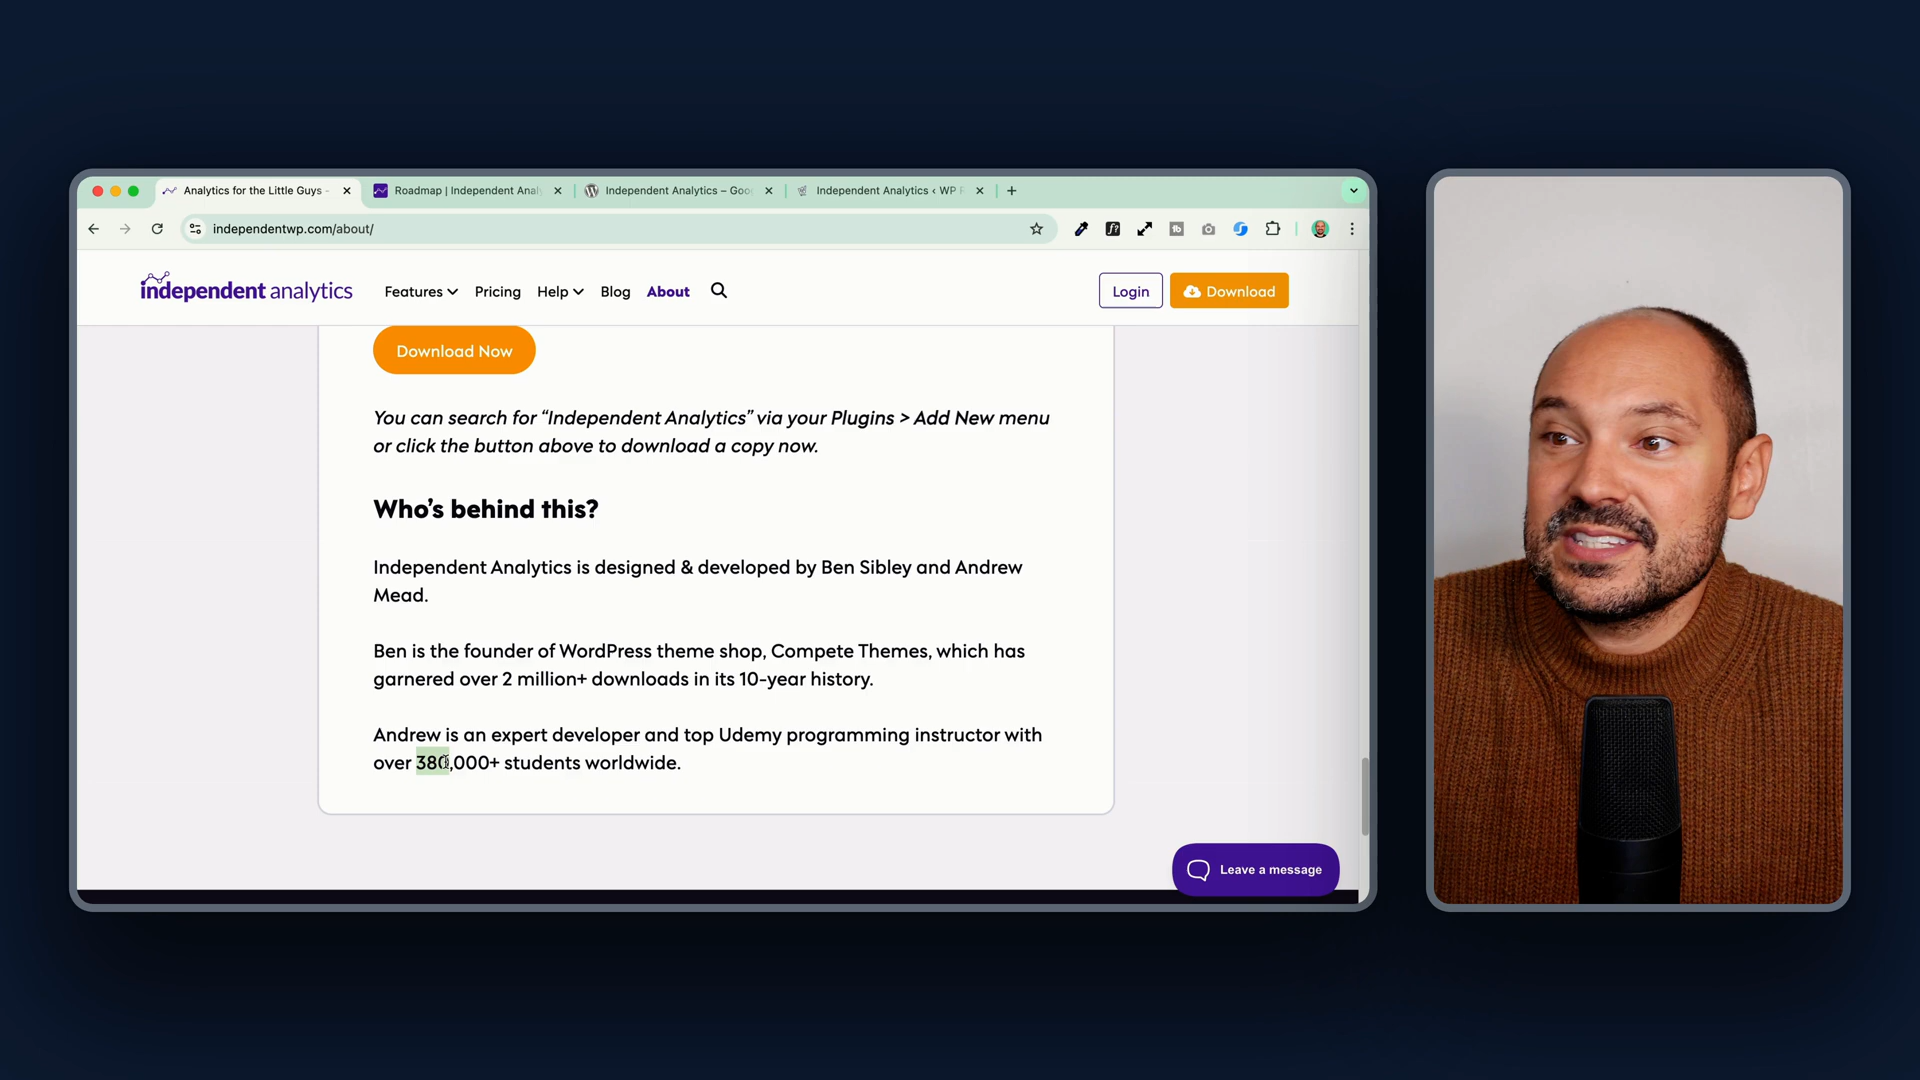 Analytics for the Little Guys -
Roadmap | Independent Analy
Independent Analytics – Goo
Independent Analytics ‹ WP
independentwp.com/about/
independent analytics
Features
Pricing
Help
Blog
About
Login
Download
Download Now
You can search for “Independent Analytics” via your Plugins > Add New menu
or click the button above to download a copy now.
Who’s behind this?
Independent Analytics is designed & developed by Ben Sibley and Andrew
Mead.
Ben is the founder of WordPress theme shop, Compete Themes, which has
garnered over 2 million+ downloads in its 10-year history.
Andrew is an expert developer and top Udemy programming instructor with
over 380,000+ students worldwide.
Leave a message